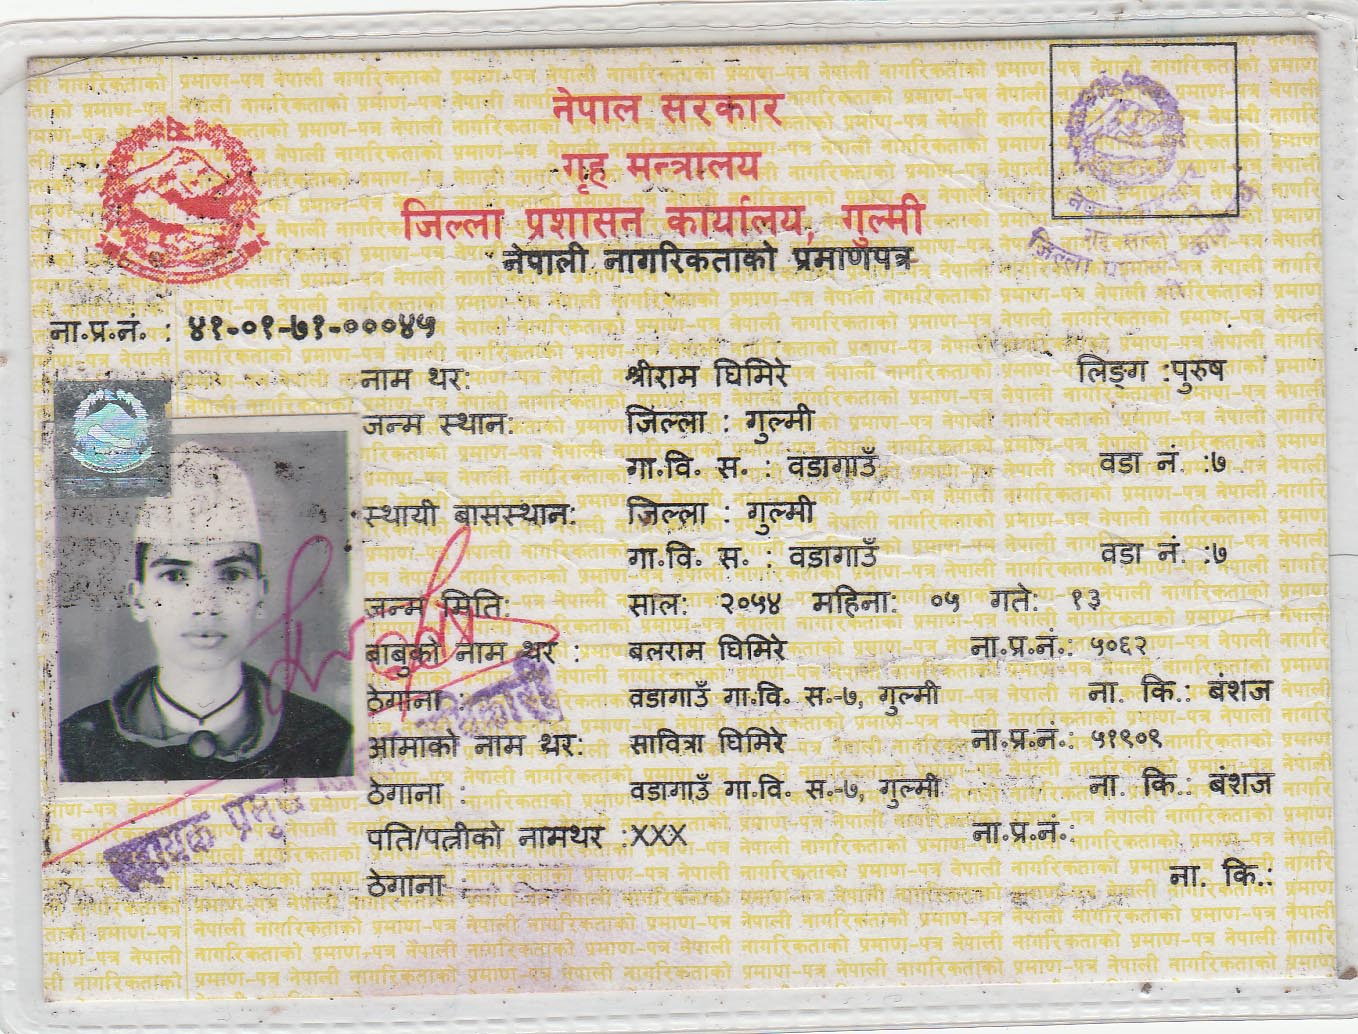 नेपाल सरकार
गृह मन्त्रालय
जिल्ला प्रशासन कार्यालय, गुल्मी
नेपाली नागरिकताको प्रमाणपत्र
ना.प्र.नं. : ४१-०१-७१-०००४५
नाम थर: श्रीराम घिमिरे लिङ्ग :पुरुष
जन्म स्थान: जिल्ला : गुल्मी
गा.वि. स. : वडागाउँ वडा नं. :७
स्थायी बासस्थान: जिल्ला : गुल्मी
गा.वि. स. : वडागाउँ वडा नं. :७
जन्म मिति: साल: २०५४ महिना: ०५ गते: १३
बाबुको नाम थर : बलराम घिमिरे ना.प्र.नं.: ५०६२
ठेगाना : वडागाउँ गा.वि. स.-७, गुल्मी ना. कि.: बंशज
आमाको नाम थर: सावित्रा घिमिरे ना.प्र.नं.: ५१९०९
ठेगाना : वडागाउँ गा.वि. स.-७, गुल्मी ना. कि.: बंशज
पति/पत्नीको नामथर :XXX ना.प्र.नं.:
ठेगाना : ना. कि.: